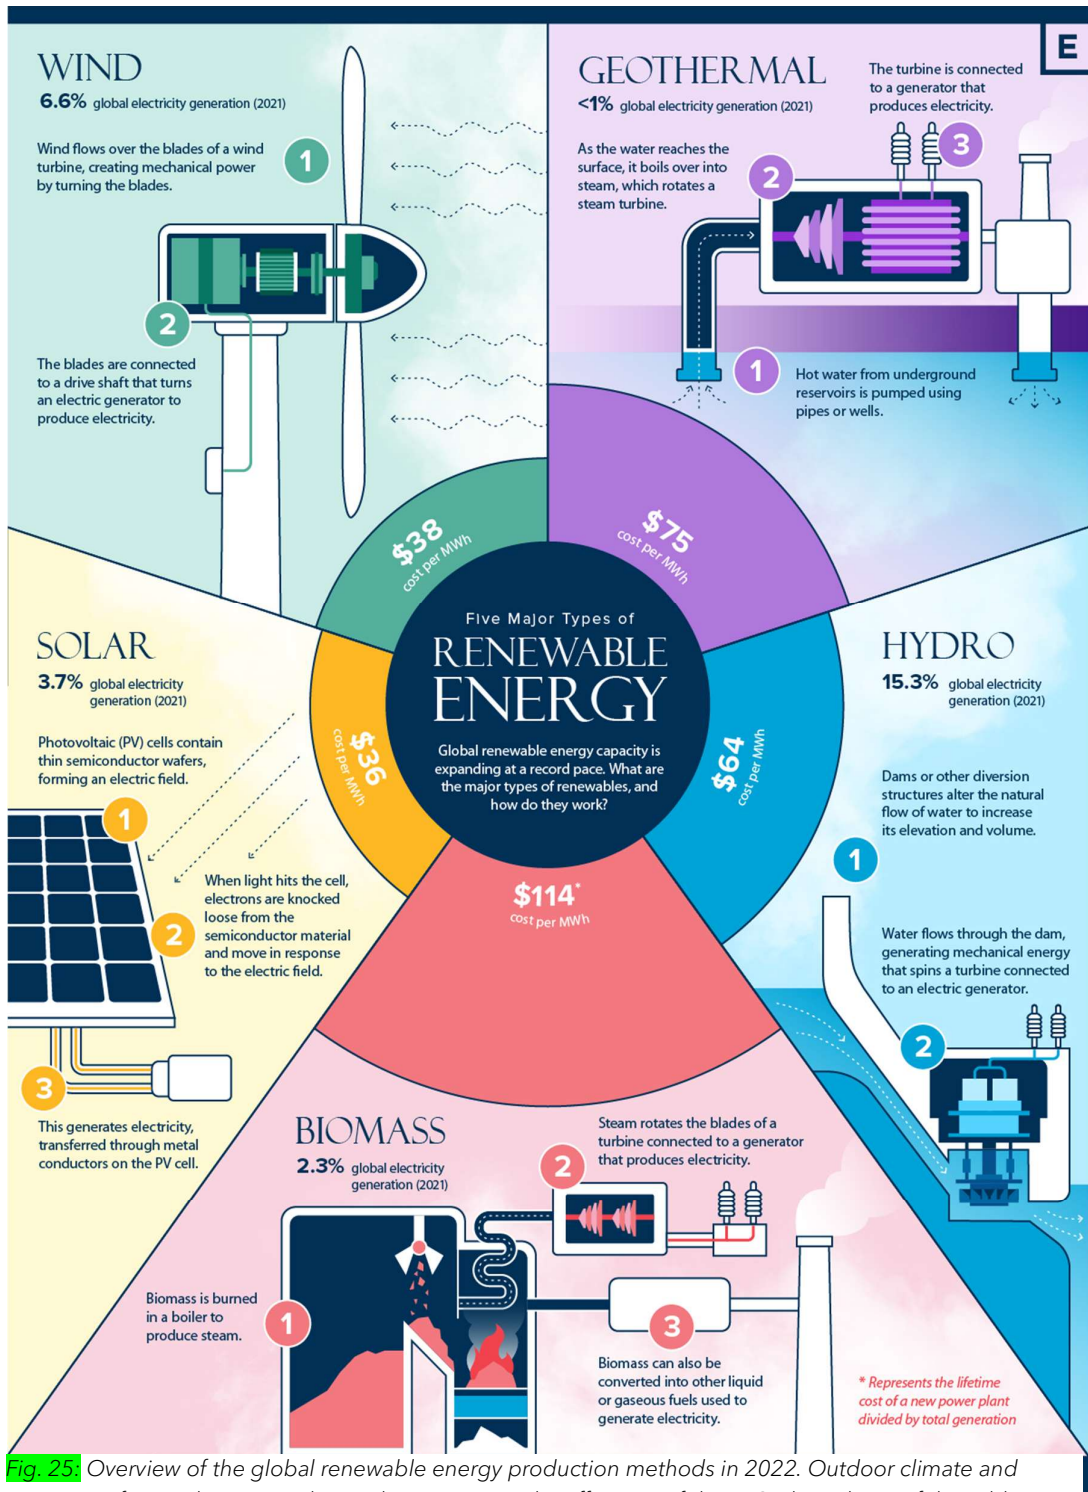 E
WIND
6.6% global electricity generation (2021)
Wind flows over the blades of a wind
turbine, creating mechanical power
by turning the blades.
1
2
The blades are connected
to a drive shaft that turns
an electric generator to
produce electricity.
GEOTHERMAL
<1% global electricity generation (2021)
The turbine is connected
to a generator that
produces electricity.
3
As the water reaches the
surface, it boils over into
steam, which rotates a
steam turbine.
2
1
Hot water from underground
reservoirs is pumped using
pipes or wells.
$38
cost per MWh
$75
cost per MWh
Five Major Types of
RENEWABLE
ENERGY
Global renewable energy capacity is
expanding at a record pace. What are
the major types of renewables, and
how do they work?
$36
cost per MWh
$64
cost per MWh
$114*
cost per MWh
SOLAR
3.7% global electricity
generation (2021)
Photovoltaic (PV) cells contain
thin semiconductor wafers,
forming an electric field.
1
When light hits the cell,
electrons are knocked
loose from the
semiconductor material
and move in response
to the electric field.
2
3
This generates electricity,
transferred through metal
conductors on the PV cell.
HYDRO
15.3% global electricity
generation (2021)
Dams or other diversion
structures alter the natural
flow of water to increase
its elevation and volume.
1
Water flows through the dam,
generating mechanical energy
that spins a turbine connected
to an electric generator.
2
BIOMASS
2.3% global electricity
generation (2021)
Steam rotates the blades of a
turbine connected to a generator
that produces electricity.
2
Biomass is burned
in a boiler to
produce steam.
1
3
Biomass can also be
converted into other liquid
or gaseous fuels used to
generate electricity.
* Represents the lifetime
cost of a new power plant
divided by total generation
Fig. 25: Overview of the global renewable energy production methods in 2022. Outdoor climate and